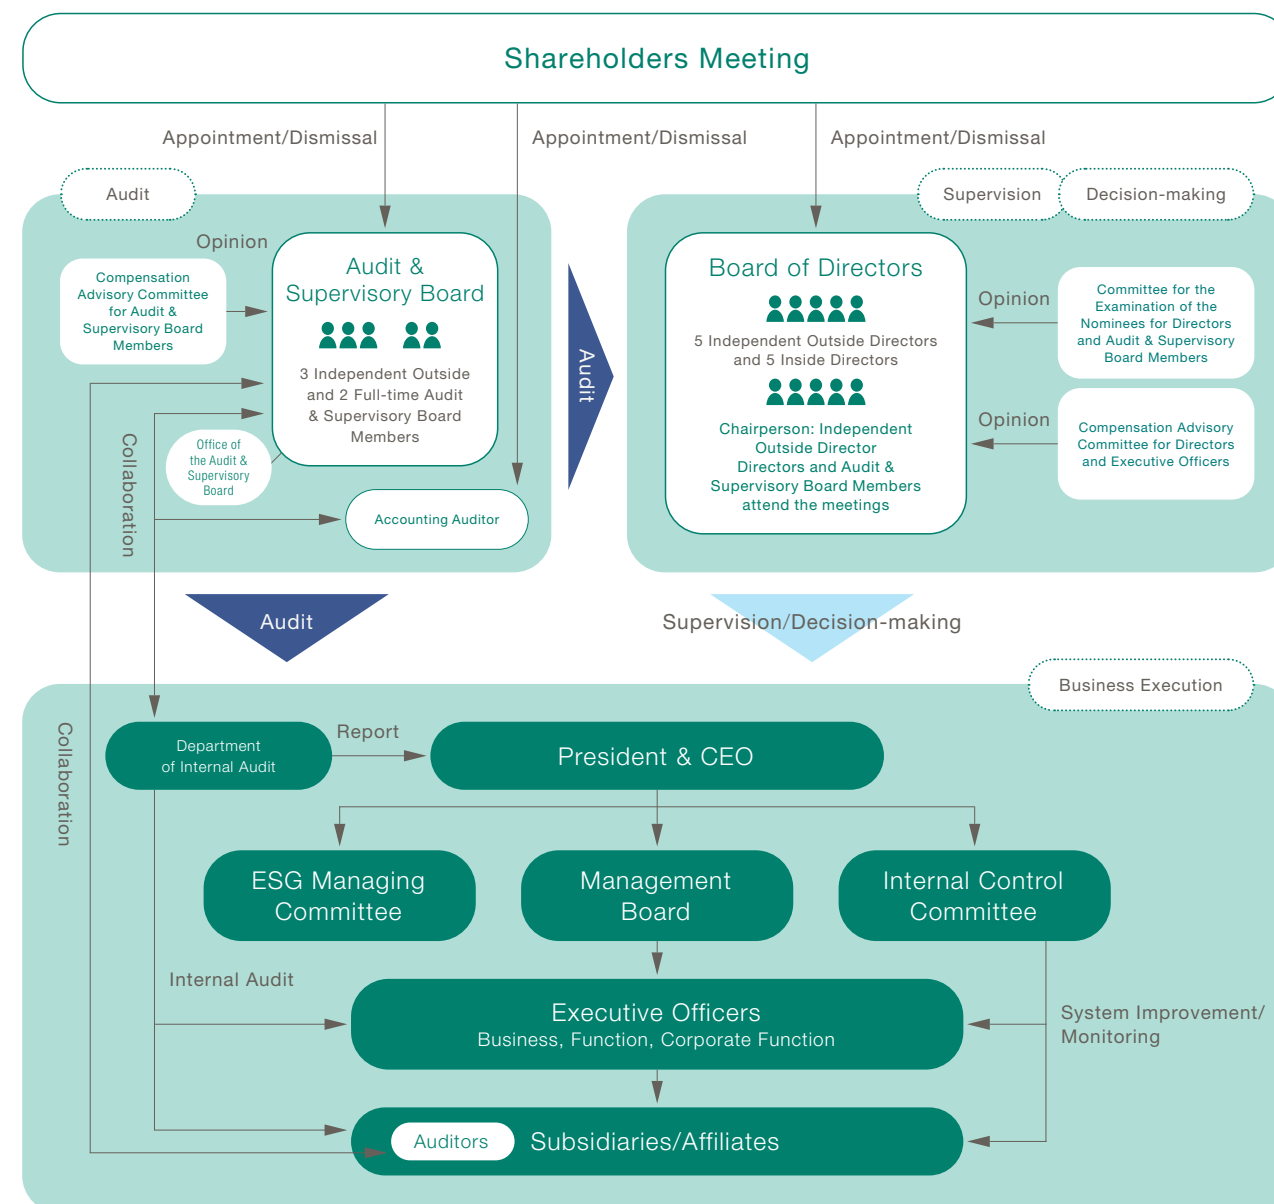 Shareholders Meeting
Appointment/Dismissal
Appointment/Dismissal
Appointment/Dismissal
Audit
Supervision
Decision-making
Opinion
Compensation
Advisory Committee
for Audit &
Supervisory Board
Members
Audit &
Supervisory Board
3 Independent Outside
and 2 Full-time Audit
& Supervisory Board
Members
Office of
the Audit &
Supervisory
Board
Accounting Auditor
Collaboration
Audit
Board of Directors
5 Independent Outside Directors
and 5 Inside Directors
Chairperson: Independent
Outside Director
Directors and Audit &
Supervisory Board Members
attend the meetings
Opinion
Committee for the
Examination of the
Nominees for Directors
and Audit & Supervisory
Board Members
Opinion
Compensation Advisory
Committee for Directors
and Executive Officers
Audit
Supervision/Decision-making
Business Execution
Collaboration
Department
of Internal Audit
Report
President & CEO
ESG Managing
Committee
Management
Board
Internal Control
Committee
Internal Audit
Executive Officers
Business, Function, Corporate Function
System Improvement/
Monitoring
Auditors
Subsidiaries/Affiliates